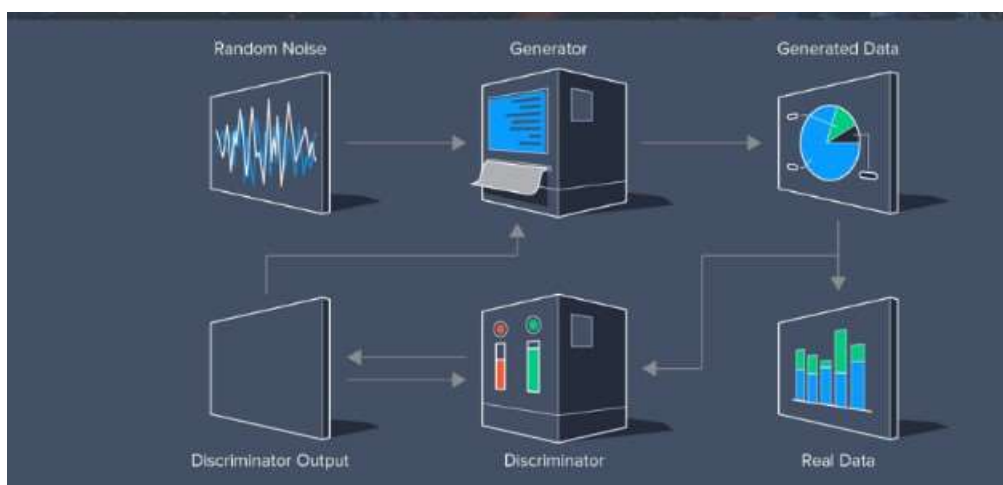 Random Noise
Generator
Generated Data
Discriminator Output
Discriminator
Real Data